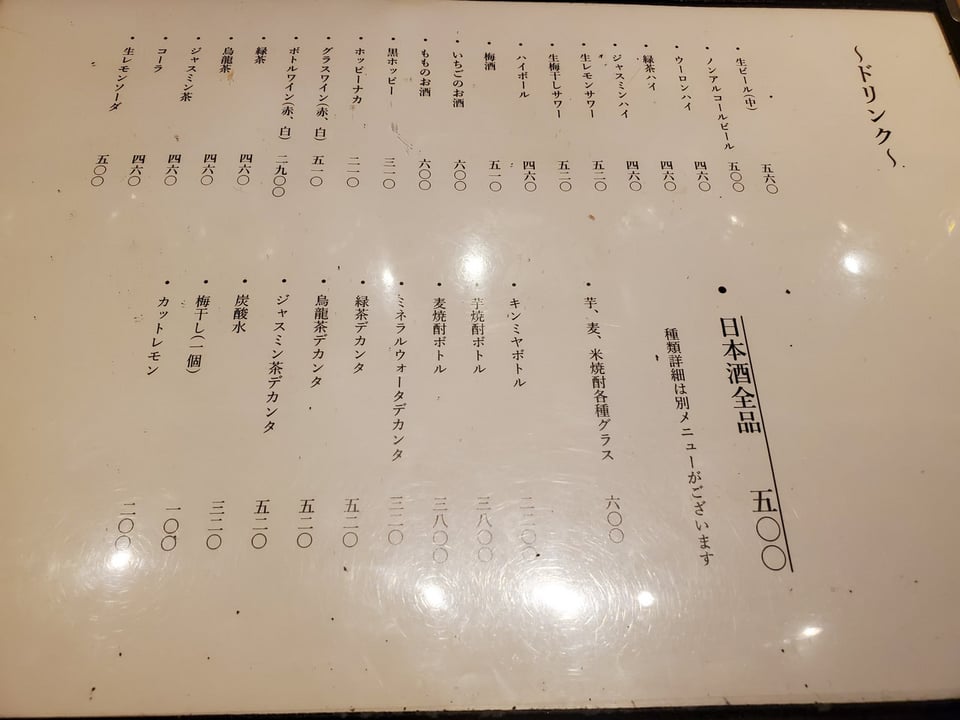 ～ドリンク～
・生ビール(中) 五六〇
・ノンアルコールビール 五〇〇
・ウーロンハイ 四六〇
・緑茶ハイ 四六〇
・ジャスミンハイ 四六〇
・生レモンサワー 五二〇
・生梅干しサワー 五二〇
・ハイボール 四六〇
・梅酒 五一〇
・いちごのお酒 六〇〇
・もものお酒 六〇〇
・黒ホッピー 三一〇
・ホッピーナカ 二一〇
・グラスワイン(赤、白) 五一〇
・ボトルワイン(赤、白) 二九〇〇
・緑茶 四六〇
・烏龍茶 四六〇
・ジャスミン茶 四六〇
・コーラ 四六〇
・生レモンソーダ 五〇〇
・日本酒全品 五〇〇
種類詳細は別メニューがございます
・芋、麦、米焼酎各種グラス 六〇〇
・キンミヤボトル
・芋焼酎ボトル 三八〇〇
・麦焼酎ボトル 三八〇〇
・ミネラルウォータデカンタ 三二〇
・緑茶デカンタ 五二〇
・烏龍茶デカンタ 五二〇
・ジャスミン茶デカンタ 五二〇
・炭酸水 三二〇
・梅干し(一個) 一〇〇
・カットレモン 二〇〇